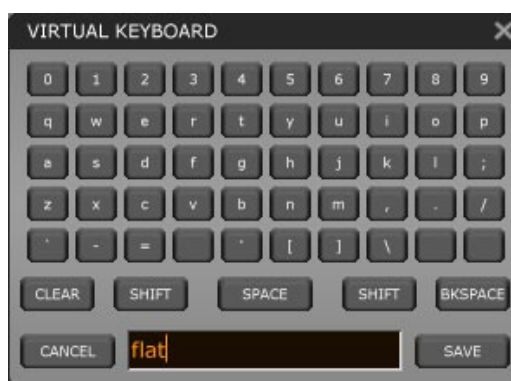 VIRTUAL KEYBOARD
0 1 2 3 4 5 6 7 8 9
q w e r t y u i o p
a s d f g h j k l ;
z x c v b n m , . /
` - = ' [ ] \
CLEAR SHIFT SPACE SHIFT BKSPACE
CANCEL flat SAVE